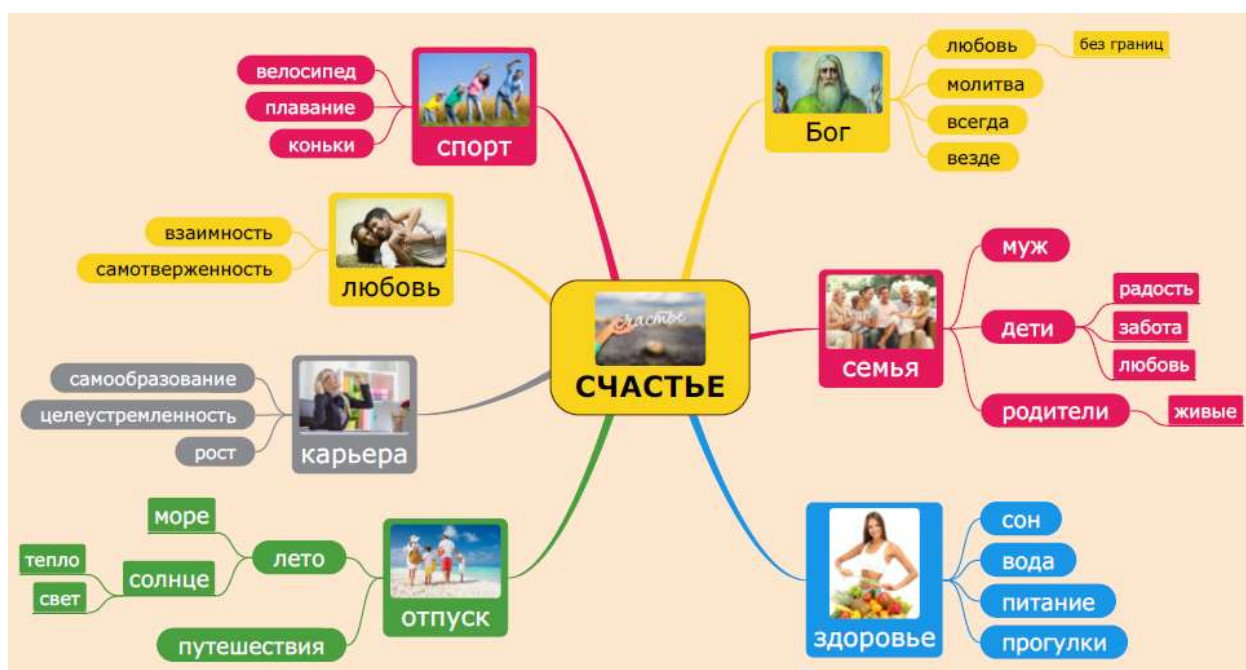 счастье
СЧАСТЬЕ
Бог
любовь
без границ
молитва
всегда
везде
семья
муж
дети
радость
забота
любовь
родители
живые
здоровье
сон
вода
питание
прогулки
спорт
велосипед
плавание
коньки
любовь
взаимность
самотверженность
карьера
самообразование
целеустремленность
рост
отпуск
лето
море
солнце
тепло
свет
путешествия